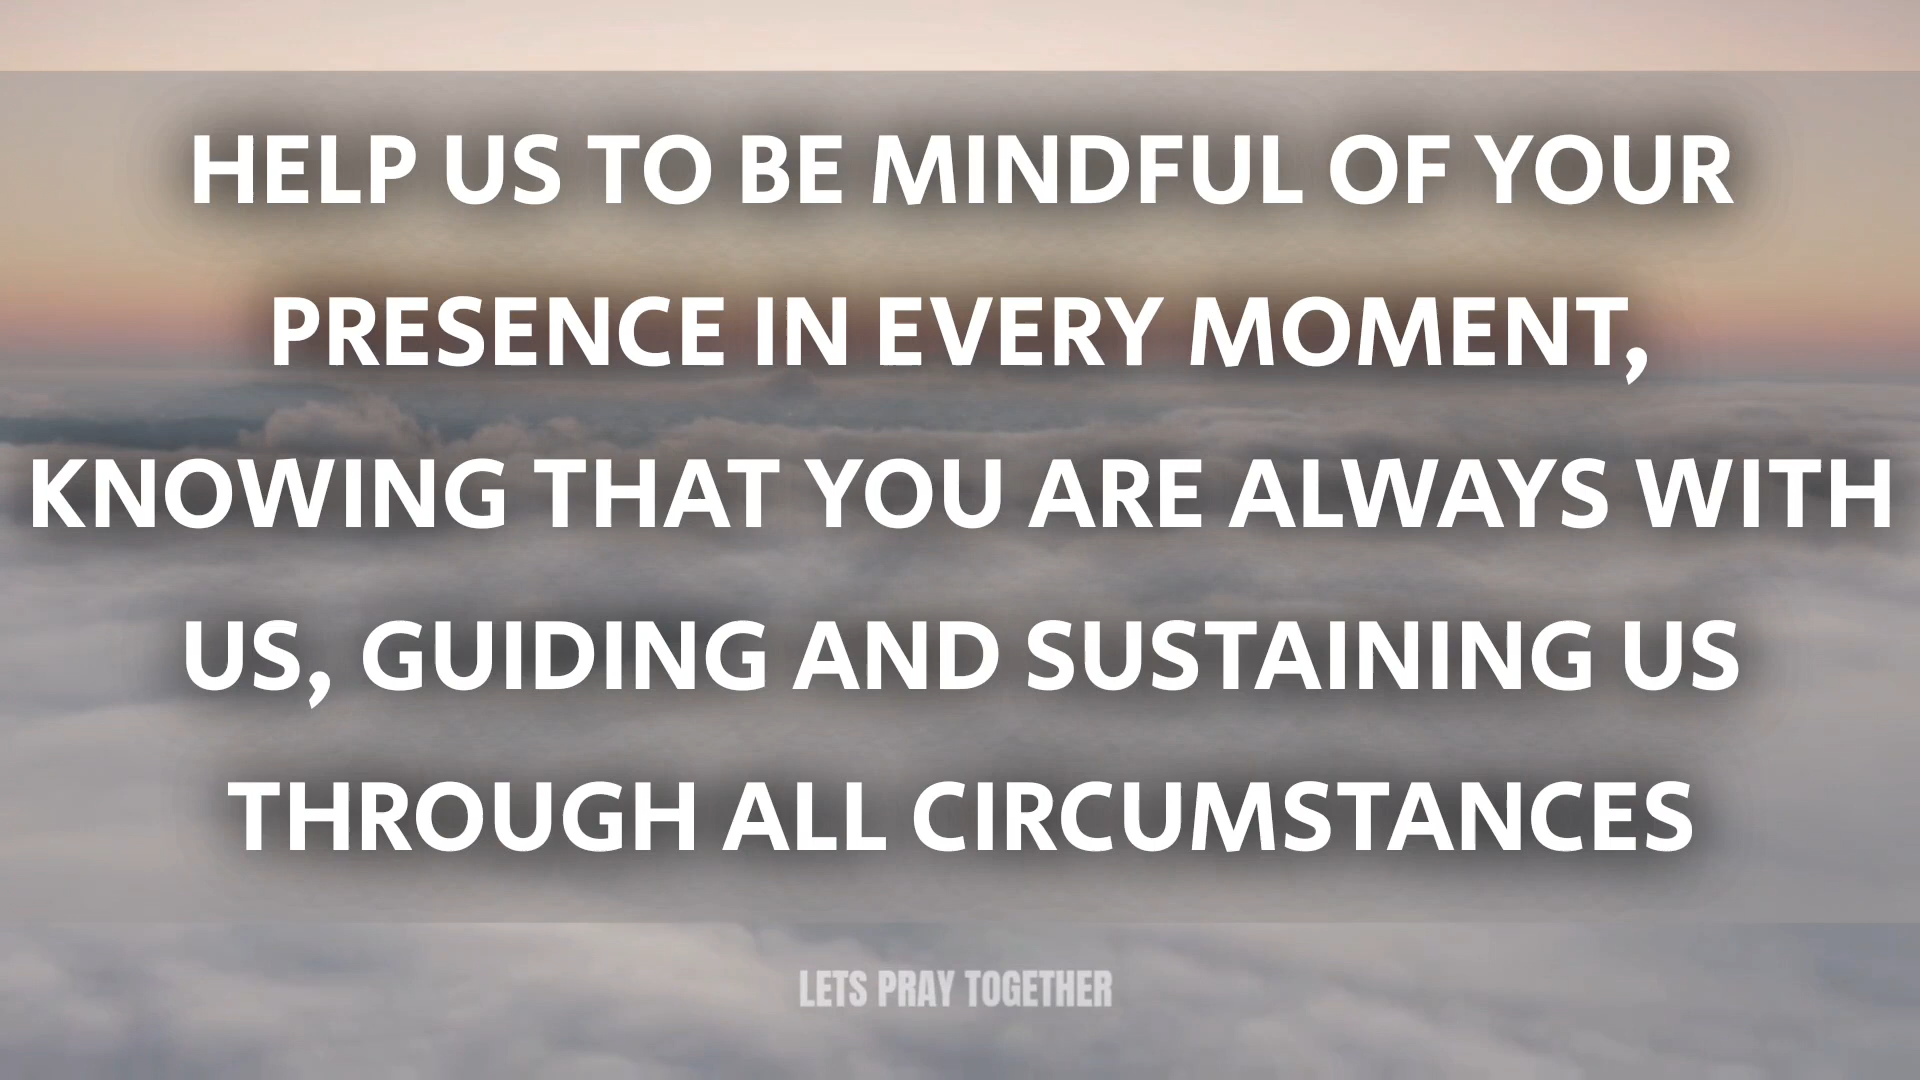 HELP US TO BE MINDFUL OF YOUR
PRESENCE IN EVERY MOMENT,
KNOWING THAT YOU ARE ALWAYS WITH
US, GUIDING AND SUSTAINING US
THROUGH ALL CIRCUMSTANCES
LETS PRAY TOGETHER